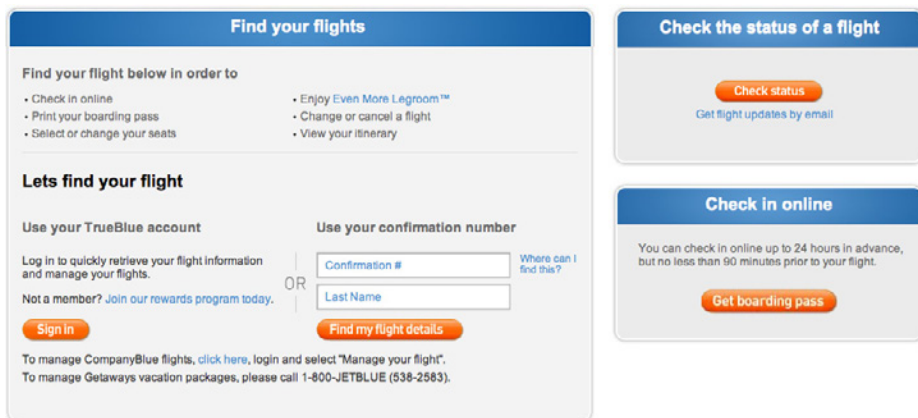 Find your flights
Find your flight below in order to
• Check in online
• Print your boarding pass
• Select or change your seats
• Enjoy Even More Legroom™
• Change or cancel a flight
• View your itinerary
Lets find your flight
Use your TrueBlue account
Log in to quickly retrieve your flight information
and manage your flights.
Not a member? Join our rewards program today.
Sign in
OR
Use your confirmation number
Confirmation #
Where can I
find this?
Last Name
Find my flight details
To manage CompanyBlue flights, click here, login and select "Manage your flight".
To manage Getaways vacation packages, please call 1-800-JETBLUE (538-2583).
Check the status of a flight
Check status
Get flight updates by email
Check in online
You can check in online up to 24 hours in advance,
but no less than 90 minutes prior to your flight.
Get boarding pass